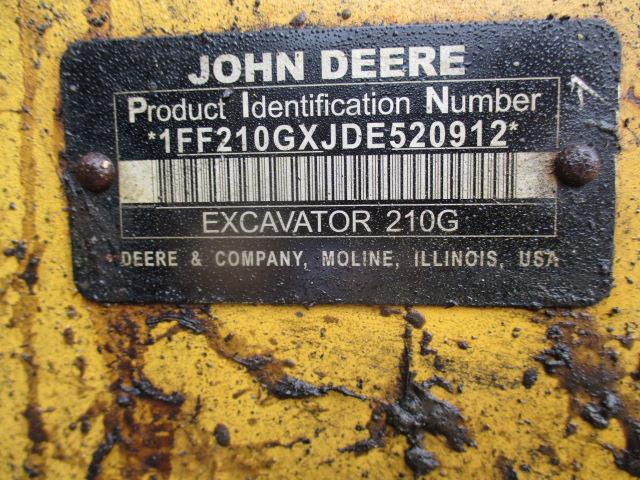 JOHN DEERE
Product Identification Number
*1FF210GXJDE520912*
EXCAVATOR 210G
DEERE & COMPANY, MOLINE, ILLINOIS, USA